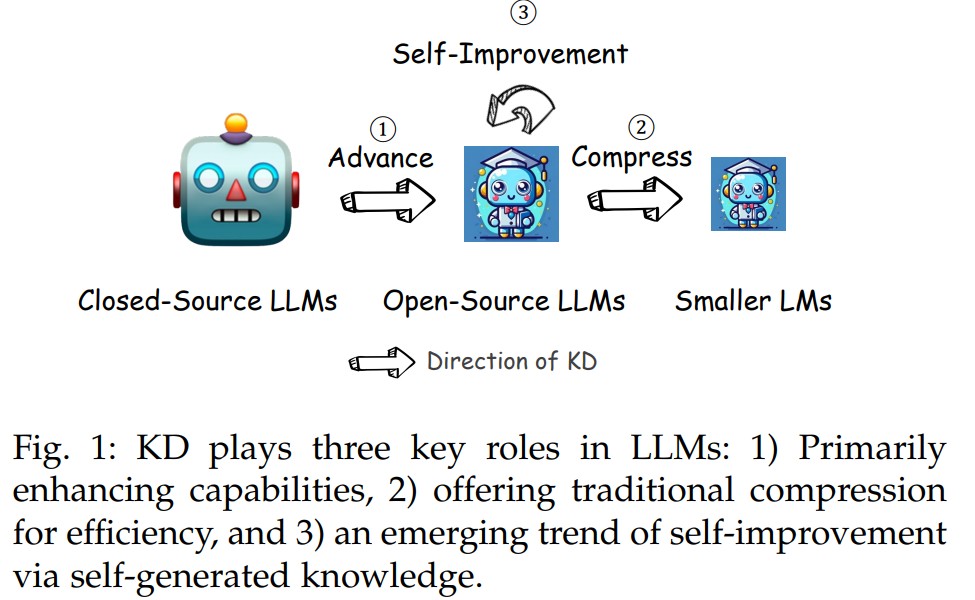 ③
Self-Improvement
①
Advance
②
Compress
Closed-Source LLMs
Open-Source LLMs
Smaller LMs
Direction of KD
Fig. 1: KD plays three key roles in LLMs: 1) Primarily
enhancing capabilities, 2) offering traditional compression
for efficiency, and 3) an emerging trend of self-improvement
via self-generated knowledge.